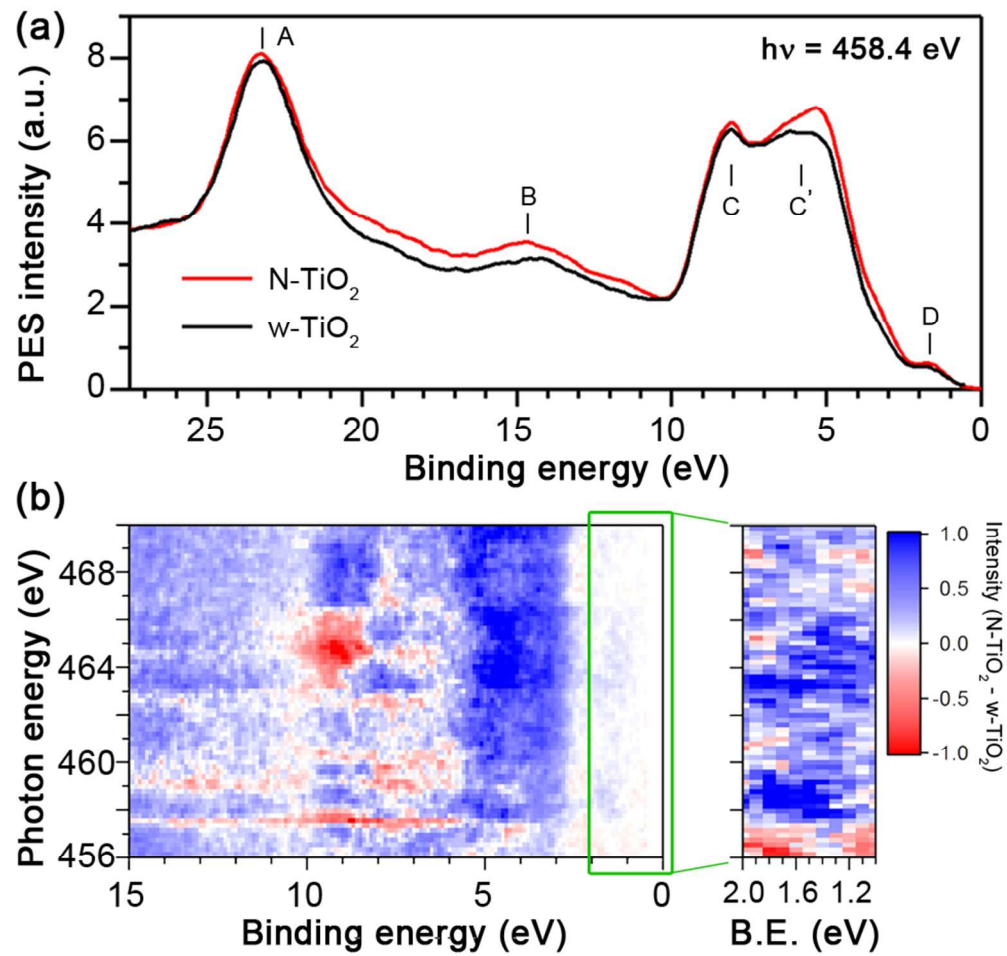 (a)
A
hν = 458.4 eV
8
6
4
2
0
PES intensity (a.u.)
B
C
C’
D
N-TiO₂
w-TiO₂
25
20
15
10
5
0
Binding energy (eV)
(b)
468
464
460
456
Photon energy (eV)
15
10
5
0
Binding energy (eV)
2.0
1.6
1.2
B.E. (eV)
1.0
0.5
0.0
-0.5
-1.0
Intensity (N-TiO₂ - w-TiO₂)